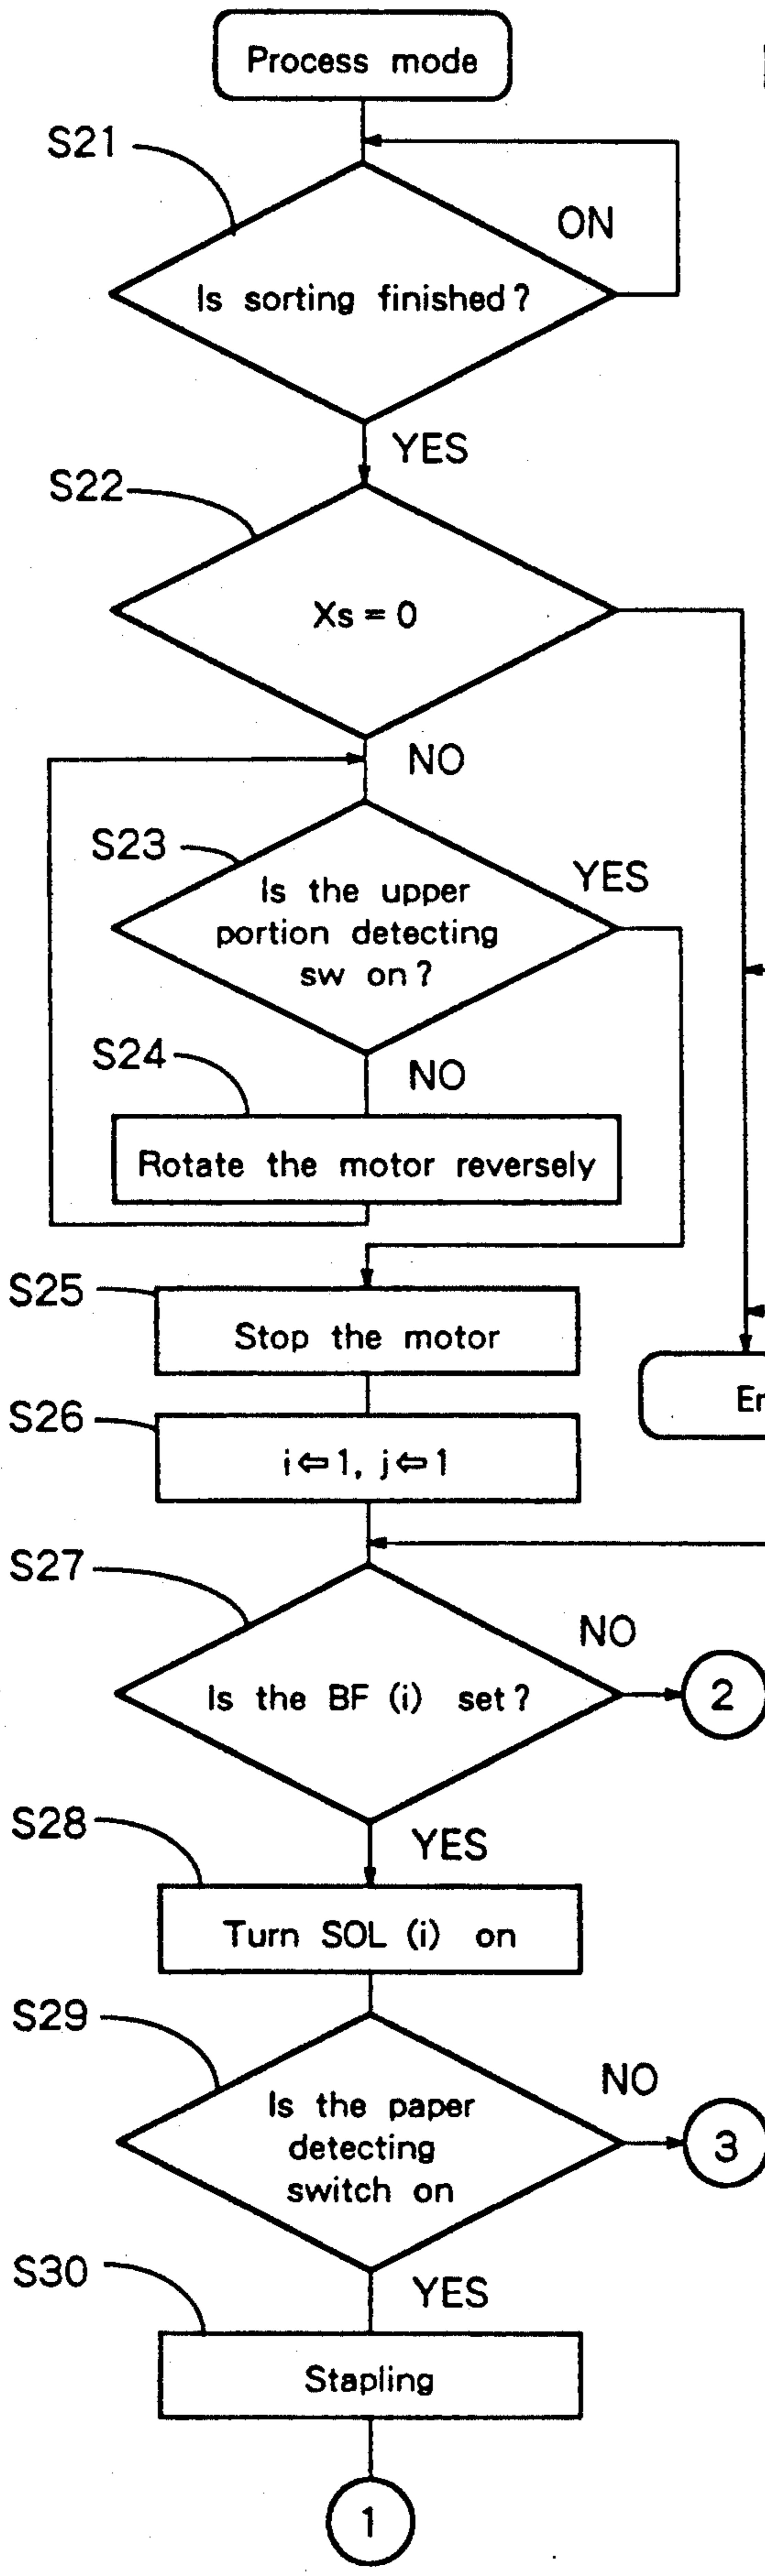 Process mode
S21
ON
Is sorting finished?
YES
S22
Xs = 0
NO
S23
YES
Is the upper
portion detecting
sw on?
S24
NO
Rotate the motor reversely
S25
Stop the motor
S26
i⇐1, j⇐1
S27
NO
Is the BF (i) set?
2
S28
YES
Turn SOL (i) on
S29
NO
Is the paper
detecting
switch on
3
S30
YES
Stapling
1